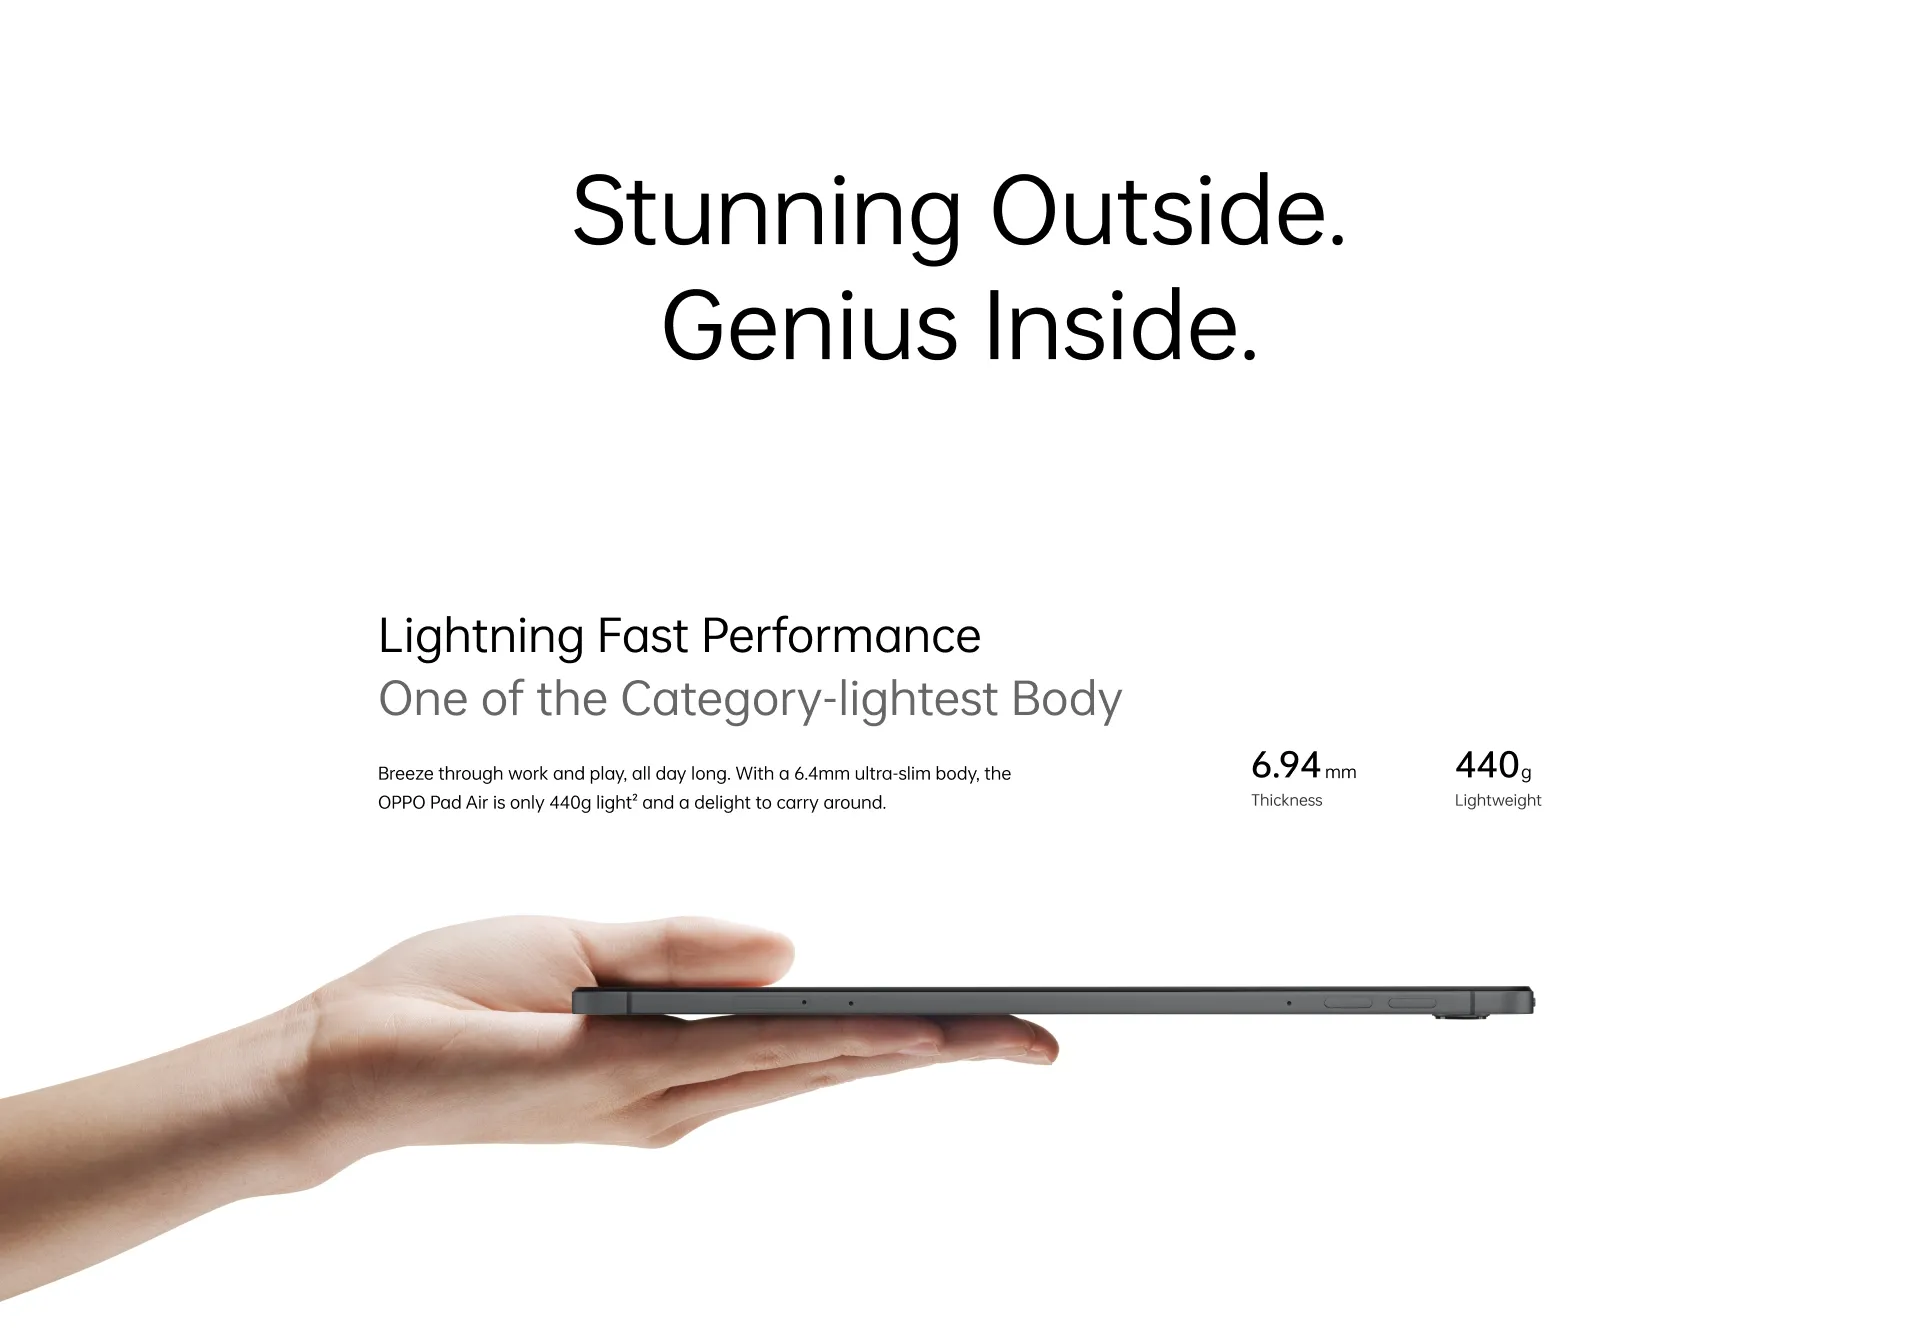 Stunning Outside.
Genius Inside.
Lightning Fast Performance
One of the Category-lightest Body
Breeze through work and play, all day long. With a 6.4mm ultra-slim body, the
OPPO Pad Air is only 440g light² and a delight to carry around.
6.94 mm
Thickness
440g
Lightweight